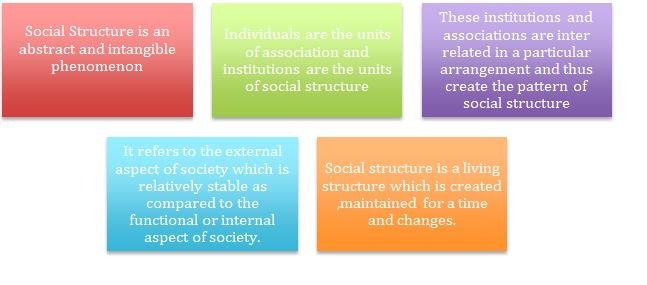 Social Structure is an
abstract and intangible
phenomenon
Individuals are the units
of association and
institutions are the units
of social structure
These institutions and
associations are inter
related in a particular
arrangement and thus
create the pattern of
social structure
It refers to the external
aspect of society which is
relatively stable as
compared to the
functional or internal
aspect of society.
Social structure is a living
structure which is created
,maintained for a time
and changes.